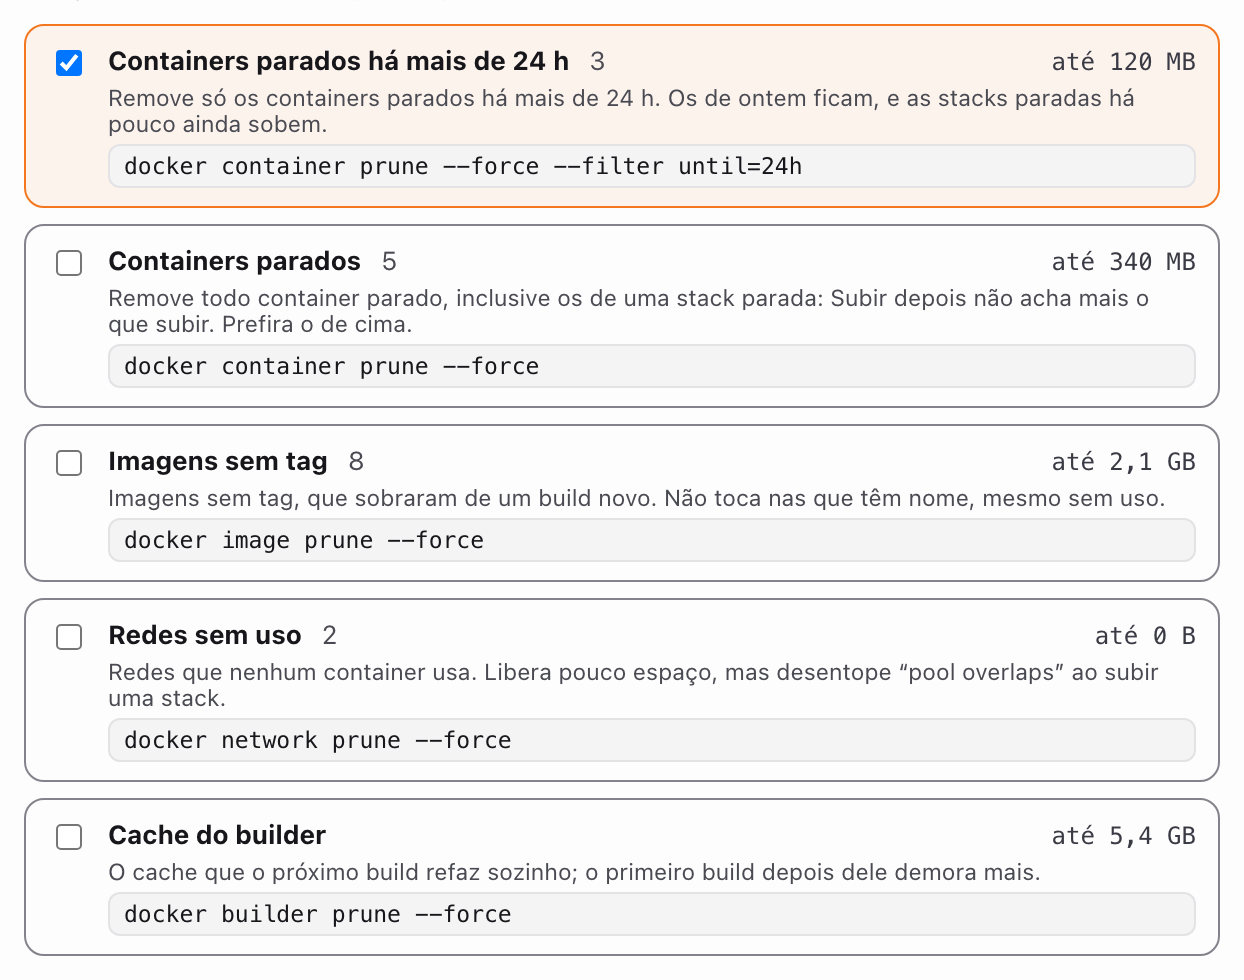 Containers parados há mais de 24 h 3 até 120 MB
Remove só os containers parados há mais de 24 h. Os de ontem ficam, e as stacks paradas há
pouco ainda sobem.
docker container prune --force --filter until=24h
Containers parados 5 até 340 MB
Remove todo container parado, inclusive os de uma stack parada: Subir depois não acha mais o
que subir. Prefira o de cima.
docker container prune --force
Imagens sem tag 8 até 2,1 GB
Imagens sem tag, que sobraram de um build novo. Não toca nas que têm nome, mesmo sem uso.
docker image prune --force
Redes sem uso 2 até 0 B
Redes que nenhum container usa. Libera pouco espaço, mas desentope “pool overlaps” ao subir
uma stack.
docker network prune --force
Cache do builder até 5,4 GB
O cache que o próximo build refaz sozinho; o primeiro build depois dele demora mais.
docker builder prune --force